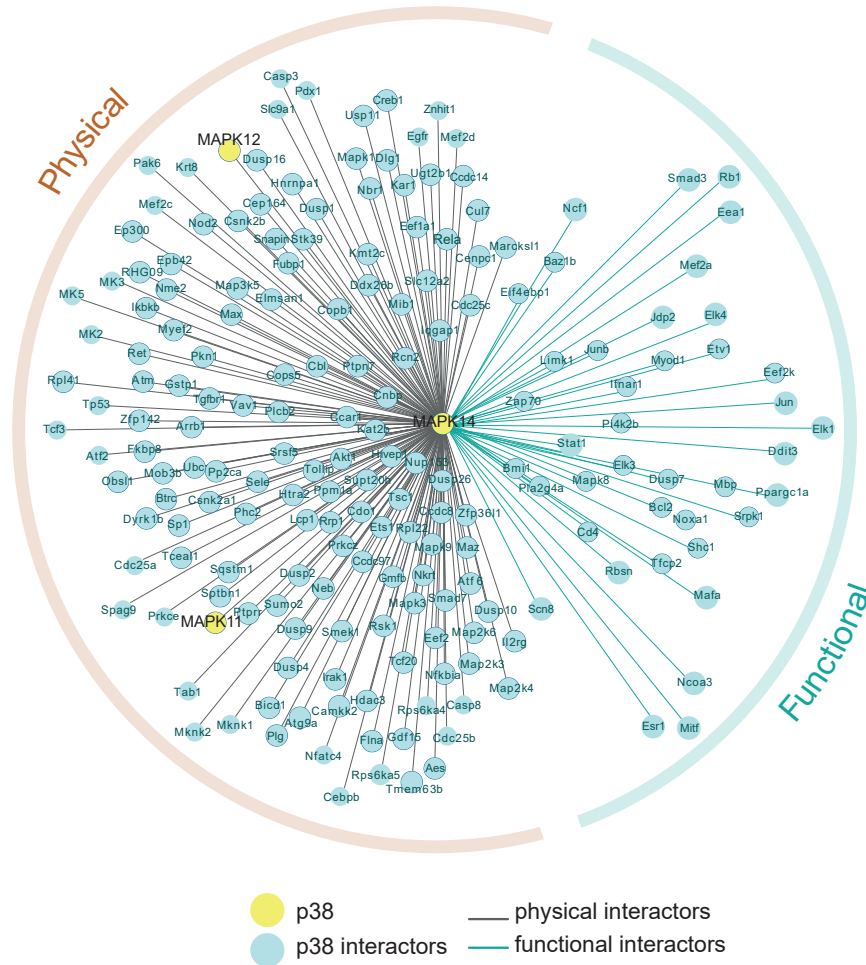 Physical
Functional
Casp3
Pdx1
Slc9a1
Creb1
Usp11
Znhit1
MAPK12
Egfr
Mef2d
Dusp16
Mapk1
Dlg1
Pak6
Krt8
Hnrnpa1
Nbr1
Kar1
Ugt2b1
Ccdc14
Smad3
Rb1
Mef2c
Cep164
Dusp1
Cul7
Ncf1
Eea1
Nod2
Csnk2b
Eef1a1
Ep300
Snapin
Stk39
Rela
Marcksl1
Epb42
Fubp1
Kmt2c
Cenpc1
Baz1b
Mef2a
RHG09
MK3
Nme2
Map3k5
Elmsan1
Ddx26b
Slc12a2
Eif4ebp1
MK5
Ikbkb
Max
Copb1
Mib1
Cdc25c
Jdp2
Elk4
MK2
Myef2
Iqgap1
Ret
Pkn1
Cbl
Ptpn7
Rcn2
Limk1
Junb
Myod1
Etv1
Rpl41
Atm
Gstp1
Cops5
Ifnar1
Eef2k
Tp53
Tgfbr1
Vav1
Plcb2
Cnbp
Zap70
Jun
Tcf3
Zfp142
Arrb1
Ccar1
Kat2b
MAPK14
Pi4k2b
Elk1
Atf2
Fkbp8
Srsf5
Akt1
Hivep1
Stat1
Ddit3
Obsl1
Mob3b
Ubc
Pp2ca
Tollip
Nup153
Bmi1
Elk3
Dusp7
Btrc
Csnk2a1
Sele
Htra2
Ppm1a
Supt20h
Dusp26
Pla2g4a
Mapk8
Mbp
Ppargc1a
Dyrk1b
Sp1
Phc2
Lcp1
Rrp1
Cdo1
Tsc1
Ccdc8
Zfp36l1
Bcl2
Noxa1
Srpk1
Cdc25a
Tceal1
Prkcz
Ets1
Rpl22
Mapk9
Maz
Cd4
Shc1
Sqstm1
Dusp2
Ccdc97
Gmfb
Nkrt
Atf 6
Rbsn
Tfcp2
Spag9
Prkce
Sptbn1
Ptprr
Sumo2
Neb
Mapk3
Smad7
Dusp10
Scn8
Mafa
MAPK11
Dusp9
Smek1
Rsk1
Eef2
Map2k6
Il2rg
Tab1
Dusp4
Irak1
Tcf20
Nfkbia
Map2k3
Map2k4
Ncoa3
Mknk2
Mknk1
Bicd1
Atg9a
Camkk2
Hdac3
Rps6ka4
Casp8
Esr1
Mitf
Plg
Nfatc4
Flna
Gdf15
Cdc25b
Cebpb
Rps6ka5
Tmem63b
Aes
p38
physical interactors
p38 interactors
functional interactors